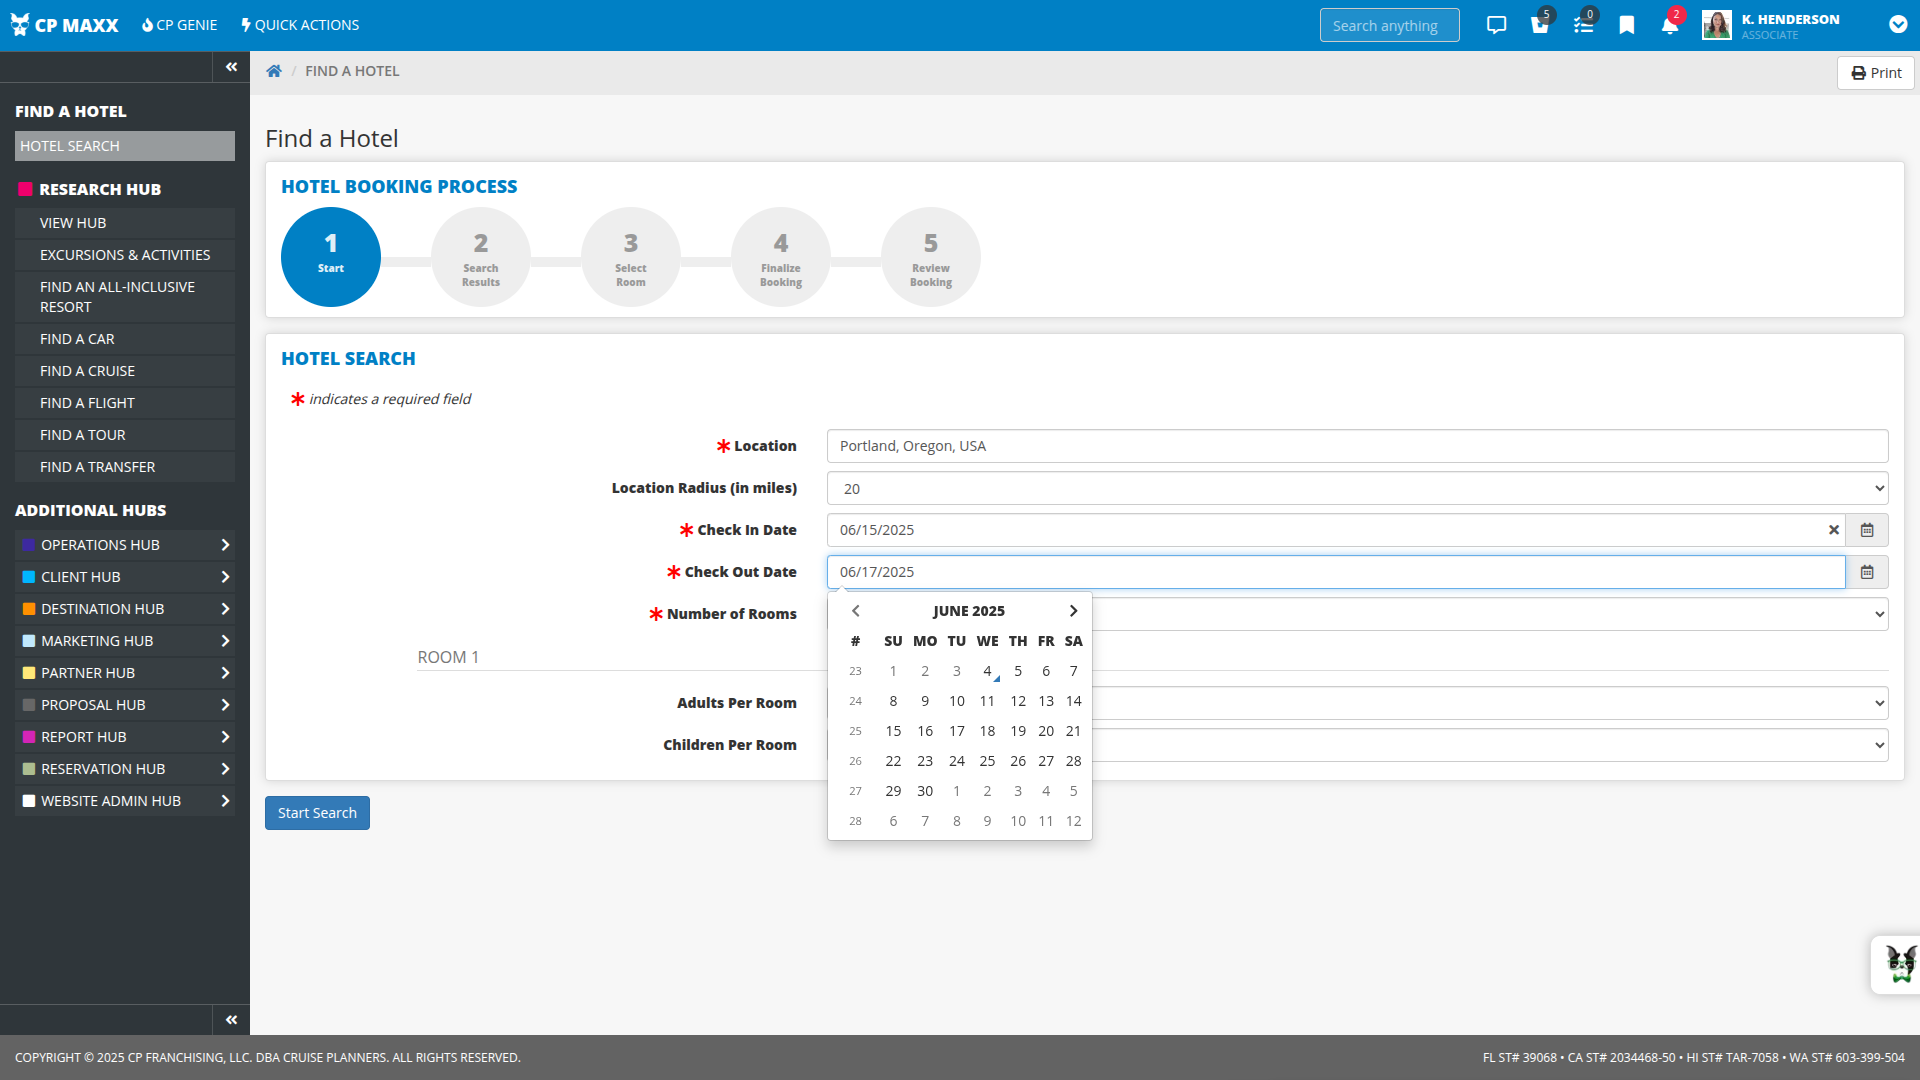 CP MAXX
CP GENIE
QUICK ACTIONS
Search anything
5
0
2
K. HENDERSON
ASSOCIATE
FIND A HOTEL
HOTEL SEARCH
RESEARCH HUB
VIEW HUB
EXCURSIONS & ACTIVITIES
FIND AN ALL-INCLUSIVE
RESORT
FIND A CAR
FIND A CRUISE
FIND A FLIGHT
FIND A TOUR
FIND A TRANSFER
ADDITIONAL HUBS
OPERATIONS HUB
CLIENT HUB
DESTINATION HUB
MARKETING HUB
PARTNER HUB
PROPOSAL HUB
REPORT HUB
RESERVATION HUB
WEBSITE ADMIN HUB
/ FIND A HOTEL
Print
Find a Hotel
HOTEL BOOKING PROCESS
1
Start
2
Search
Results
3
Select
Room
4
Finalize
Booking
5
Review
Booking
HOTEL SEARCH
indicates a required field
Location
Portland, Oregon, USA
Location Radius (in miles)
20
Check In Date
06/15/2025
Check Out Date
06/17/2025
Number of Rooms
ROOM 1
Adults Per Room
Children Per Room
JUNE 2025
# SU MO TU WE TH FR SA
23 1 2 3 4 5 6 7
24 8 9 10 11 12 13 14
25 15 16 17 18 19 20 21
26 22 23 24 25 26 27 28
27 29 30 1 2 3 4 5
28 6 7 8 9 10 11 12
Start Search
COPYRIGHT © 2025 CP FRANCHISING, LLC. DBA CRUISE PLANNERS. ALL RIGHTS RESERVED.
FL ST# 39068 • CA ST# 2034468-50 • HI ST# TAR-7058 • WA ST# 603-399-504